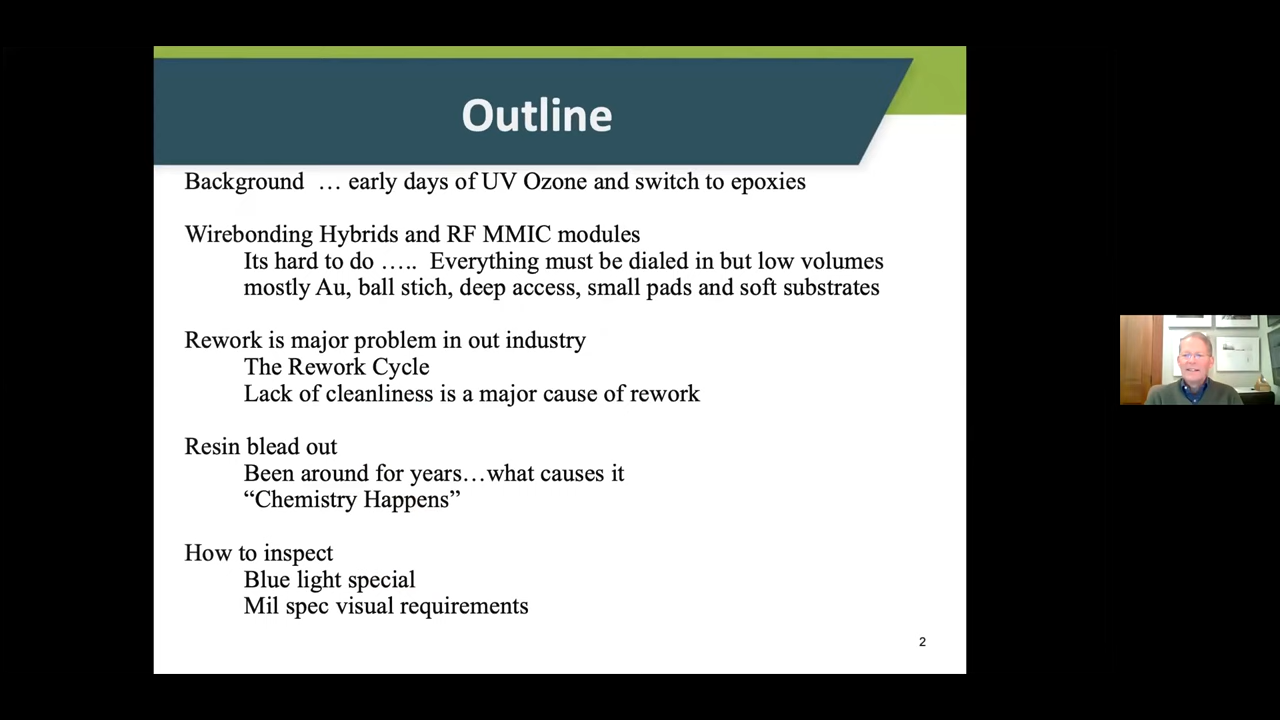 Outline
Background … early days of UV Ozone and switch to epoxies
Wirebonding Hybrids and RF MMIC modules
Its hard to do ….. Everything must be dialed in but low volumes
mostly Au, ball stich, deep access, small pads and soft substrates
Rework is major problem in out industry
The Rework Cycle
Lack of cleanliness is a major cause of rework
Resin blead out
Been around for years…what causes it
“Chemistry Happens”
How to inspect
Blue light special
Mil spec visual requirements
2